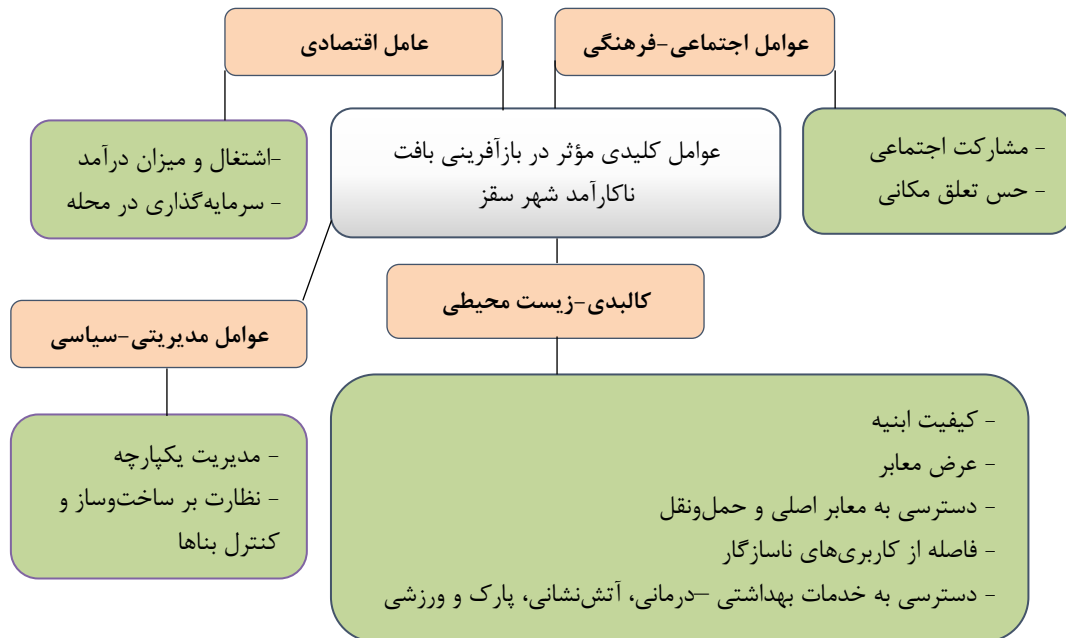 عوامل اجتماعی-فرهنگی
عامل اقتصادی
- مشارکت اجتماعی
- حس تعلق مکانی
عوامل کلیدی مؤثر در بازآفرینی بافت
ناکارآمد شهر سقز
-اشتغال و میزان درآمد
- سرمایه‌گذاری در محله
کالبدی-زیست محیطی
عوامل مدیریتی-سیاسی
- کیفیت ابنیه
- عرض معابر
- دسترسی به معابر اصلی و حمل‌ونقل
- فاصله از کاربری‌های ناسازگار
- دسترسی به خدمات بهداشتی –درمانی، آتش‌نشانی، پارک و ورزشی
- مدیریت یکپارچه
- نظارت بر ساخت‌وساز و
کنترل بناها